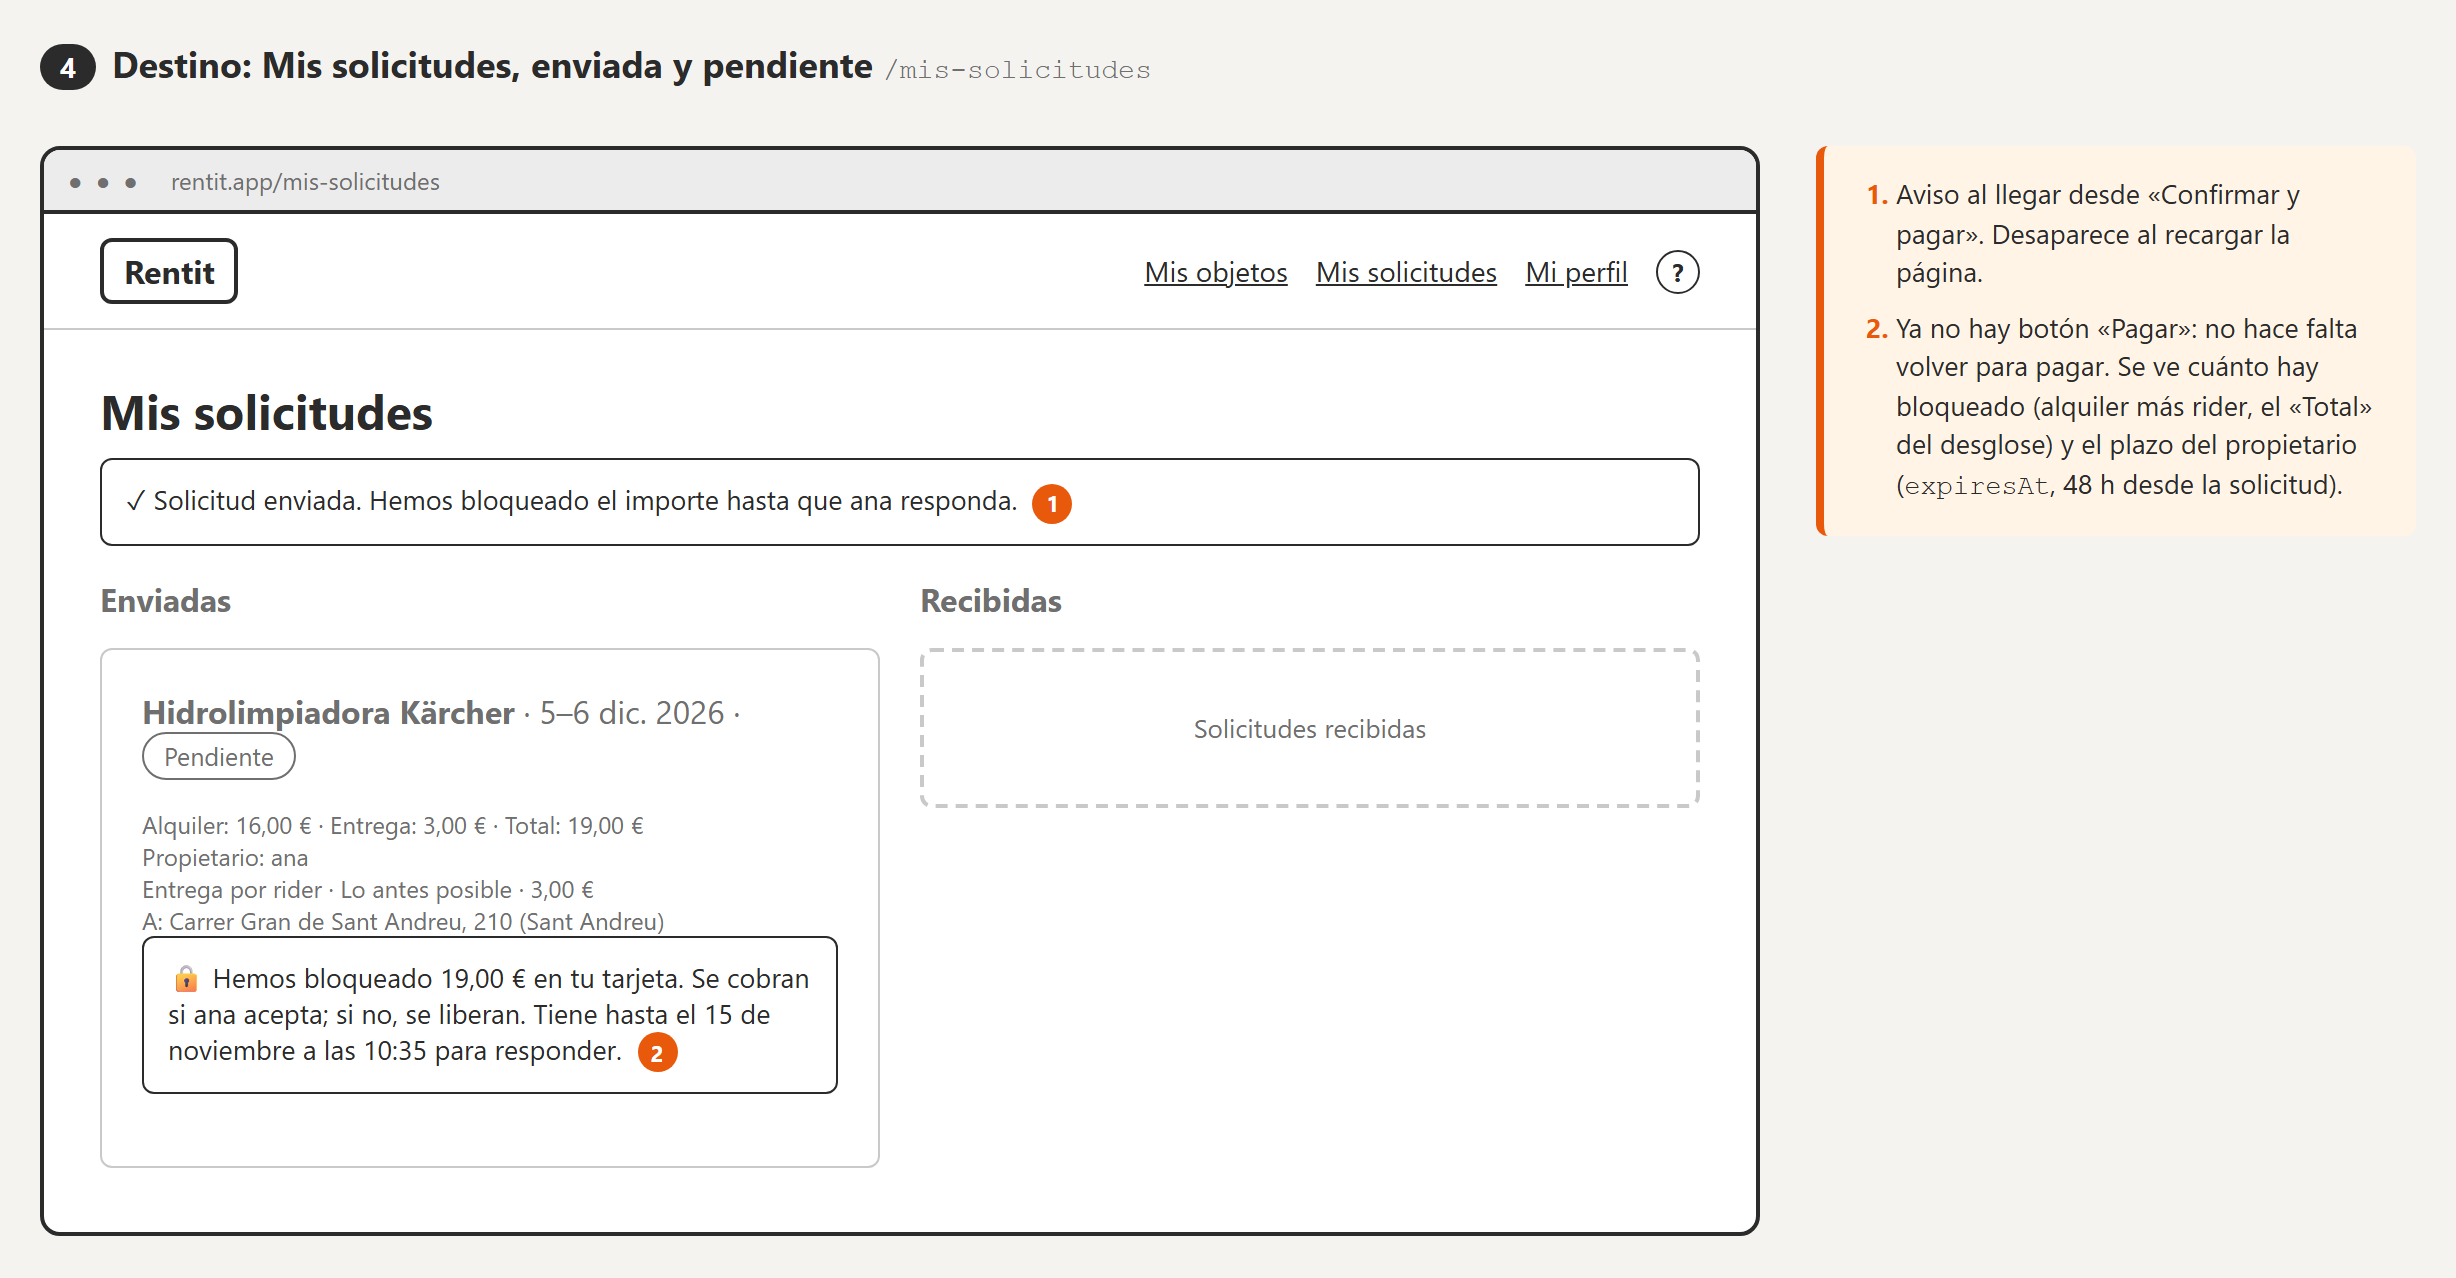 4 Destino: Mis solicitudes, enviada y pendiente /mis-solicitudes
rentit.app/mis-solicitudes
Rentit
Mis objetos Mis solicitudes Mi perfil ?
Mis solicitudes
✓ Solicitud enviada. Hemos bloqueado el importe hasta que ana responda. 1
Enviadas
Hidrolimpiadora Kärcher · 5–6 dic. 2026 ·
Pendiente
Alquiler: 16,00 € · Entrega: 3,00 € · Total: 19,00 €
Propietario: ana
Entrega por rider · Lo antes posible · 3,00 €
A: Carrer Gran de Sant Andreu, 210 (Sant Andreu)
🔒 Hemos bloqueado 19,00 € en tu tarjeta. Se cobran
si ana acepta; si no, se liberan. Tiene hasta el 15 de
noviembre a las 10:35 para responder. 2
Recibidas
Solicitudes recibidas
1. Aviso al llegar desde «Confirmar y
pagar». Desaparece al recargar la
página.
2. Ya no hay botón «Pagar»: no hace falta
volver para pagar. Se ve cuánto hay
bloqueado (alquiler más rider, el «Total»
del desglose) y el plazo del propietario
(expiresAt, 48 h desde la solicitud).